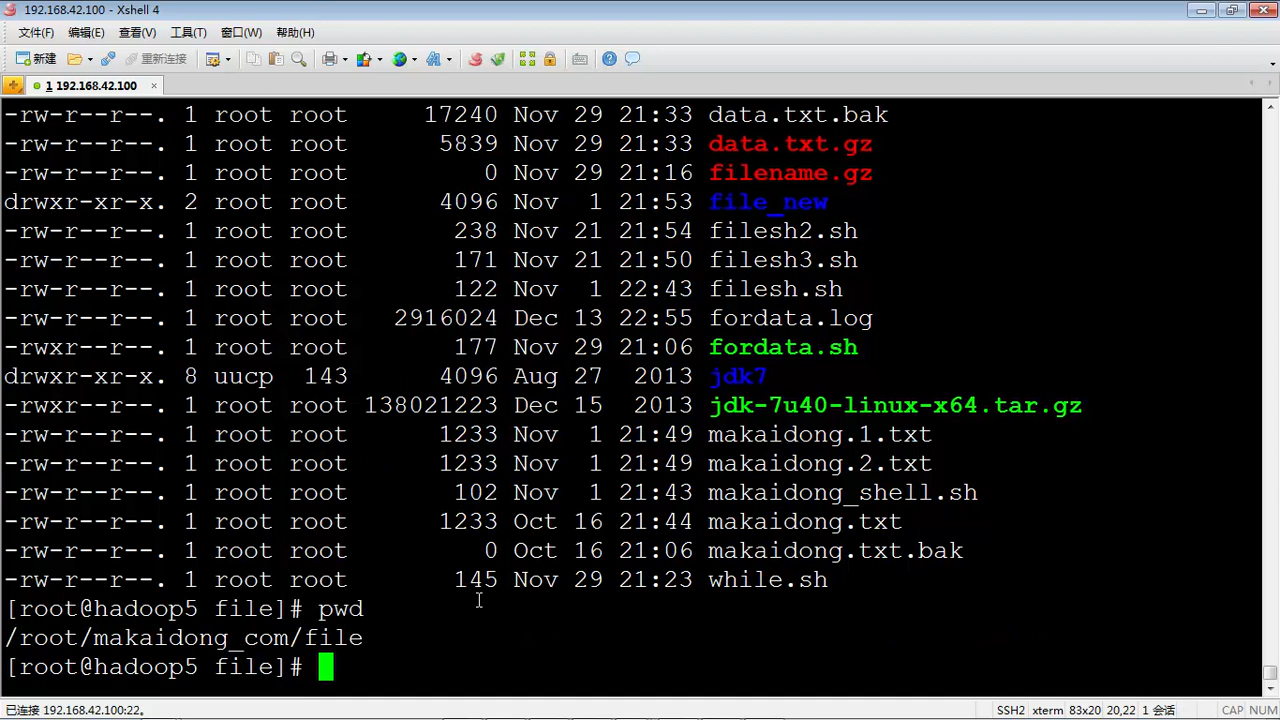 192.168.42.100 - Xshell 4
文件(F) 编辑(E) 查看(V) 工具(T) 窗口(W) 帮助(H)
新建 重新连接
1 192.168.42.100 ×
-rw-r--r--. 1 root root 17240 Nov 29 21:33 data.txt.bak
-rw-r--r--. 1 root root 5839 Nov 29 21:33 data.txt.gz
-rw-r--r--. 1 root root 0 Nov 29 21:16 filename.gz
drwxr-xr-x. 2 root root 4096 Nov 1 21:53 file_new
-rw-r--r--. 1 root root 238 Nov 21 21:54 filesh2.sh
-rw-r--r--. 1 root root 171 Nov 21 21:50 filesh3.sh
-rw-r--r--. 1 root root 122 Nov 1 22:43 filesh.sh
-rw-r--r--. 1 root root 2916024 Dec 13 22:55 fordata.log
-rwxr--r--. 1 root root 177 Nov 29 21:06 fordata.sh
drwxr-xr-x. 8 uucp 143 4096 Aug 27 2013 jdk7
-rwxr--r--. 1 root root 138021223 Dec 15 2013 jdk-7u40-linux-x64.tar.gz
-rw-r--r--. 1 root root 1233 Nov 1 21:49 makaidong.1.txt
-rw-r--r--. 1 root root 1233 Nov 1 21:49 makaidong.2.txt
-rw-r--r--. 1 root root 102 Nov 1 21:43 makaidong_shell.sh
-rw-r--r--. 1 root root 1233 Oct 16 21:44 makaidong.txt
-rw-r--r--. 1 root root 0 Oct 16 21:06 makaidong.txt.bak
-rw-r--r--. 1 root root 145 Nov 29 21:23 while.sh
[root@hadoop5 file]# pwd
/root/makaidong_com/file
[root@hadoop5 file]#
已连接 192.168.42.100:22。 SSH2 xterm 83x20 20,22 1 会话 CAP NUM